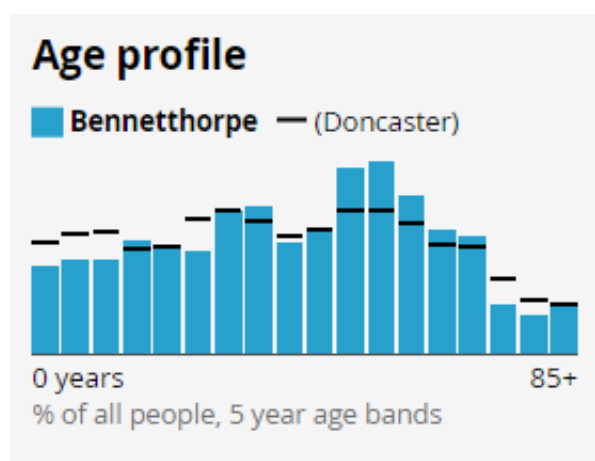 Age profile
Bennetthorpe (Doncaster)
0 years 85+
% of all people, 5 year age bands